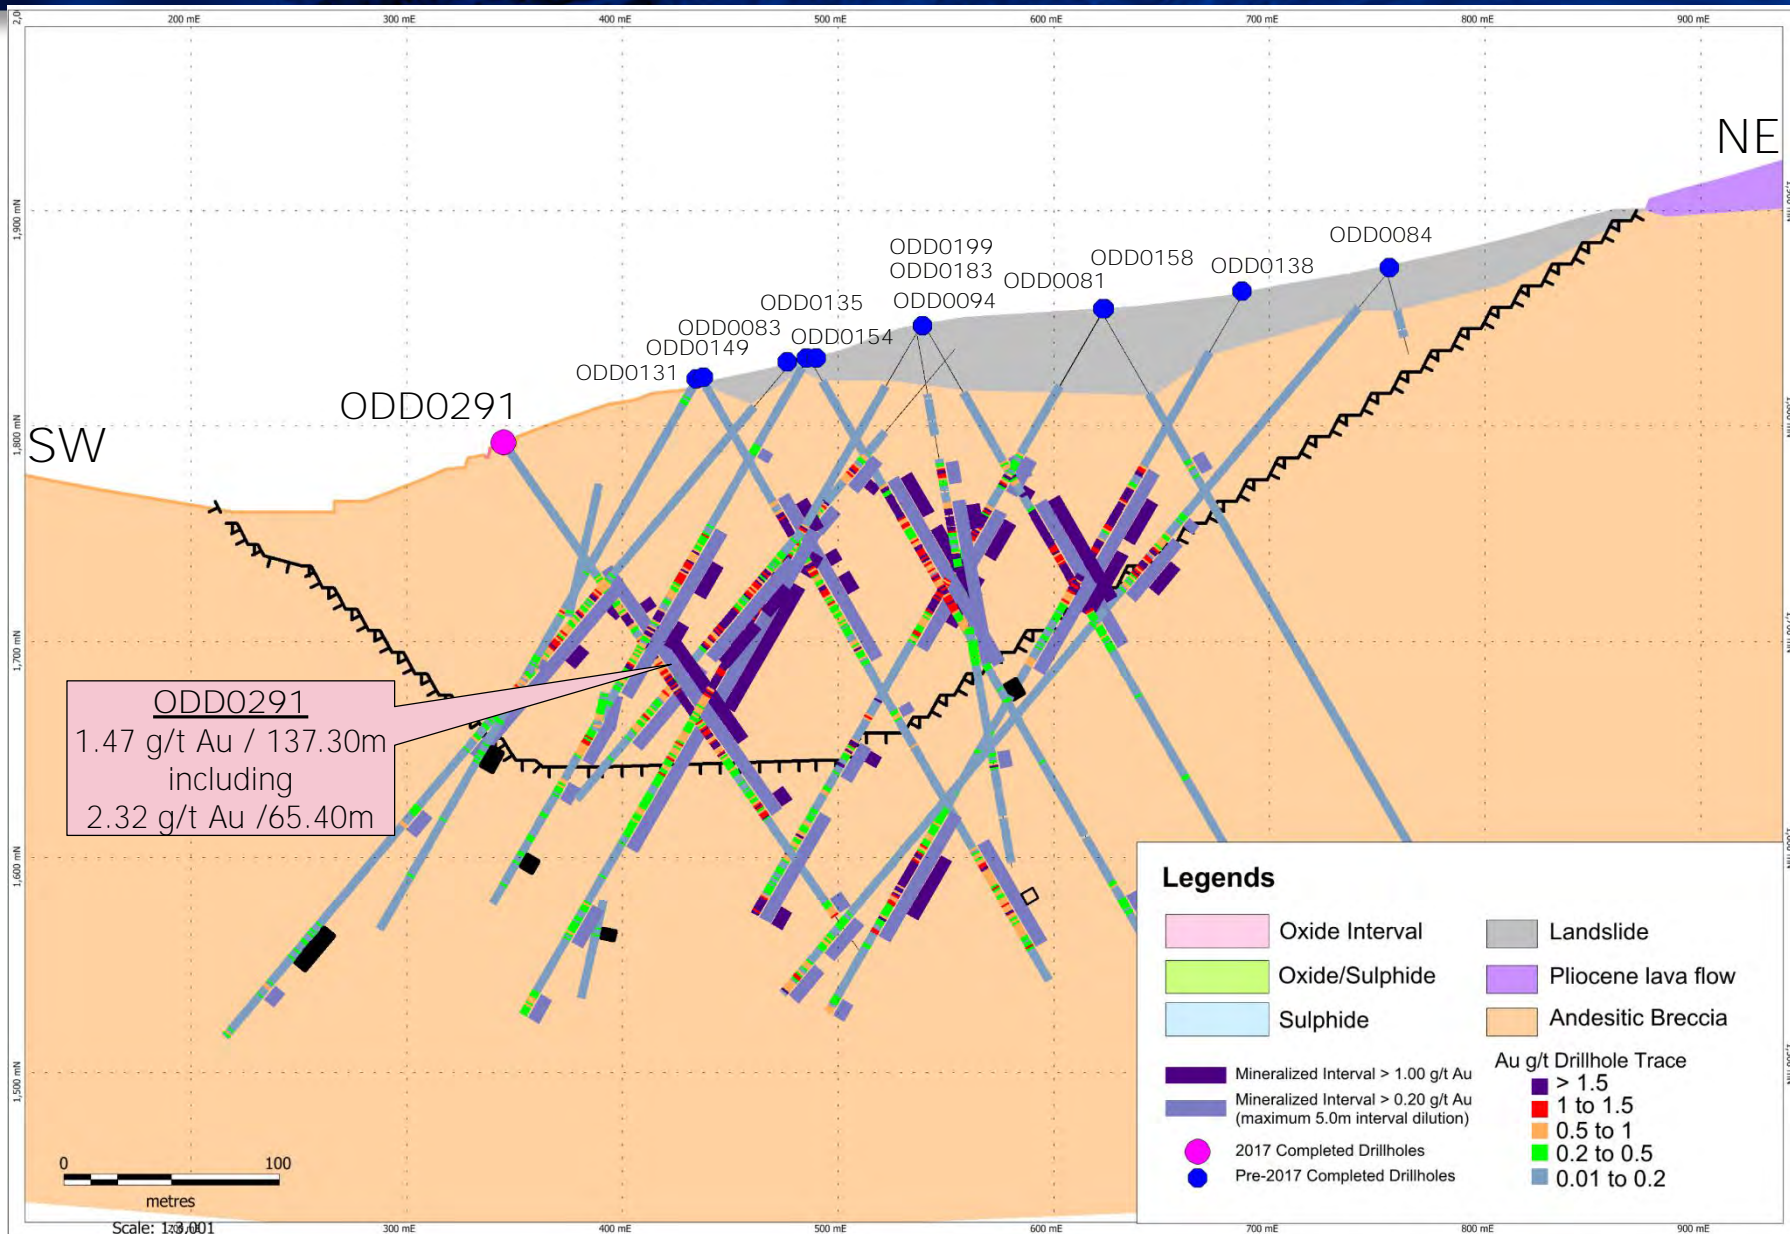 200 mE
300 mE
400 mE
500 mE
600 mE
700 mE
800 mE
900 mE
NE
1,900 mN
ODD0199
ODD0183
ODD0094
ODD0081
ODD0158
ODD0138
ODD0084
ODD0135
ODD0083
ODD0154
ODD0149
ODD0131
ODD0291
SW
1,800 mN
1,700 mN
ODD0291
1.47 g/t Au / 137.30m
including
2.32 g/t Au /65.40m
1,600 mN
1,500 mN
Legends
Oxide Interval
Oxide/Sulphide
Sulphide
Landslide
Pliocene lava flow
Andesitic Breccia
Mineralized Interval > 1.00 g/t Au
Mineralized Interval > 0.20 g/t Au
(maximum 5.0m interval dilution)
2017 Completed Drillholes
Pre-2017 Completed Drillholes
Au g/t Drillhole Trace
> 1.5
1 to 1.5
0.5 to 1
0.2 to 0.5
0.01 to 0.2
0 100
metres
Scale: 1:3,001
300 mE
400 mE
500 mE
600 mE
700 mE
800 mE
900 mE